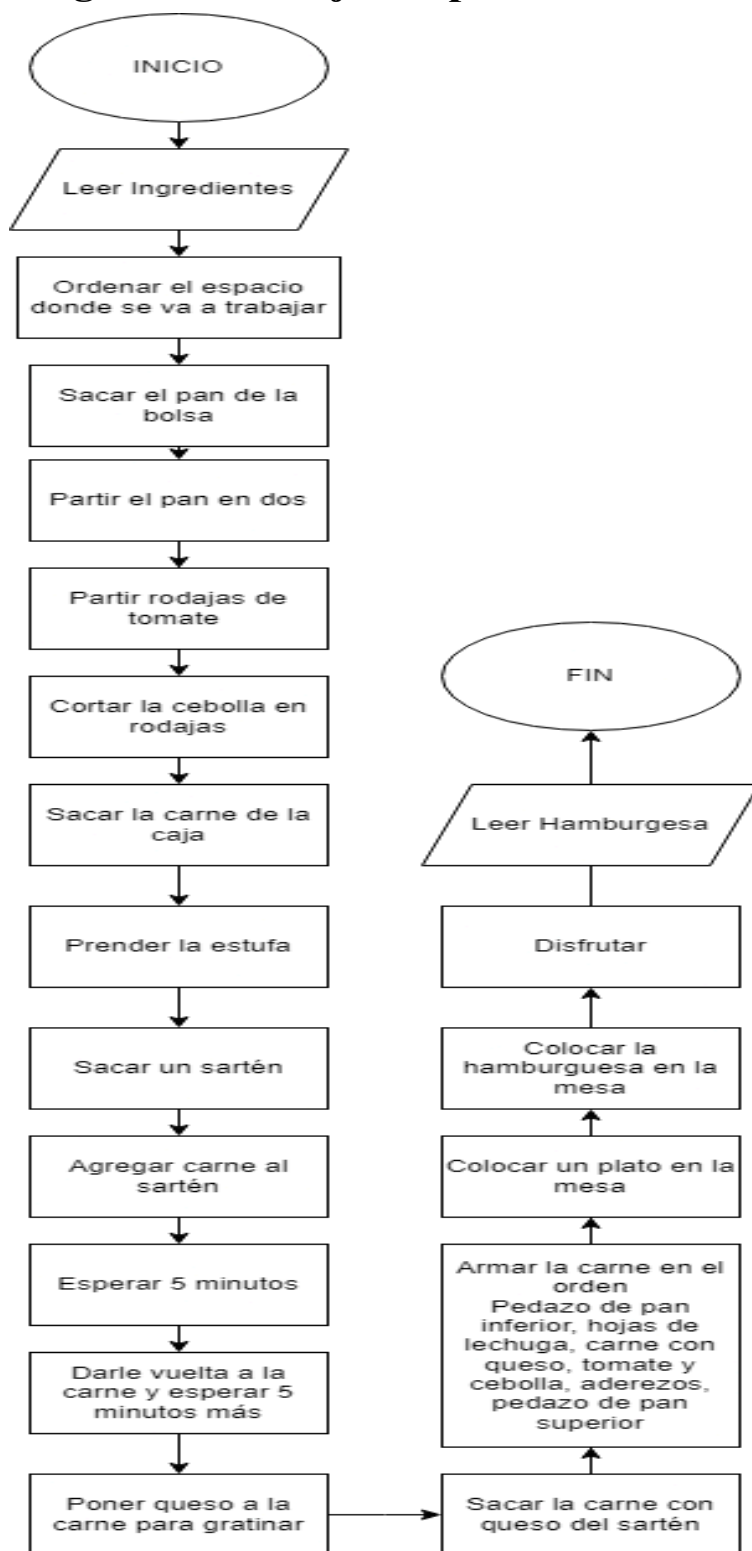 INICIO
Leer Ingredientes
Ordenar el espacio
donde se va a trabajar
Sacar el pan de la
bolsa
Partir el pan en dos
Partir rodajas de
tomate
Cortar la cebolla en
rodajas
Sacar la carne de la
caja
Prender la estufa
Sacar un sartén
Agregar carne al
sartén
Esperar 5 minutos
Darle vuelta a la
carne y esperar 5
minutos más
Poner queso a la
carne para gratinar
Sacar la carne con
queso del sartén
Armar la carne en el
orden
Pedazo de pan
inferior, hojas de
lechuga, carne con
queso, tomate y
cebolla, aderezos,
pedazo de pan
superior
Colocar un plato en la
mesa
Colocar la
hamburguesa en la
mesa
Disfrutar
Leer Hamburgesa
FIN